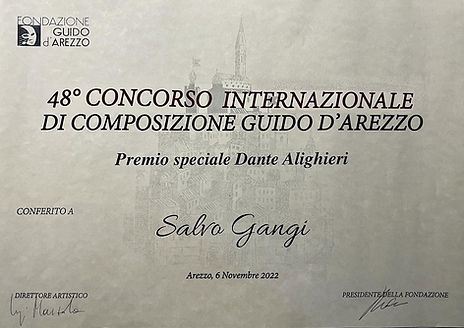 FONDAZIONE
GUIDO
d'AREZZO
48° CONCORSO INTERNAZIONALE
DI COMPOSIZIONE GUIDO D'AREZZO
Premio speciale Dante Alighieri
CONFERITO A
Salvo Gangi
Arezzo, 6 Novembre 2022
DIRETTORE ARTISTICO
PRESIDENTE DELLA FONDAZIONE